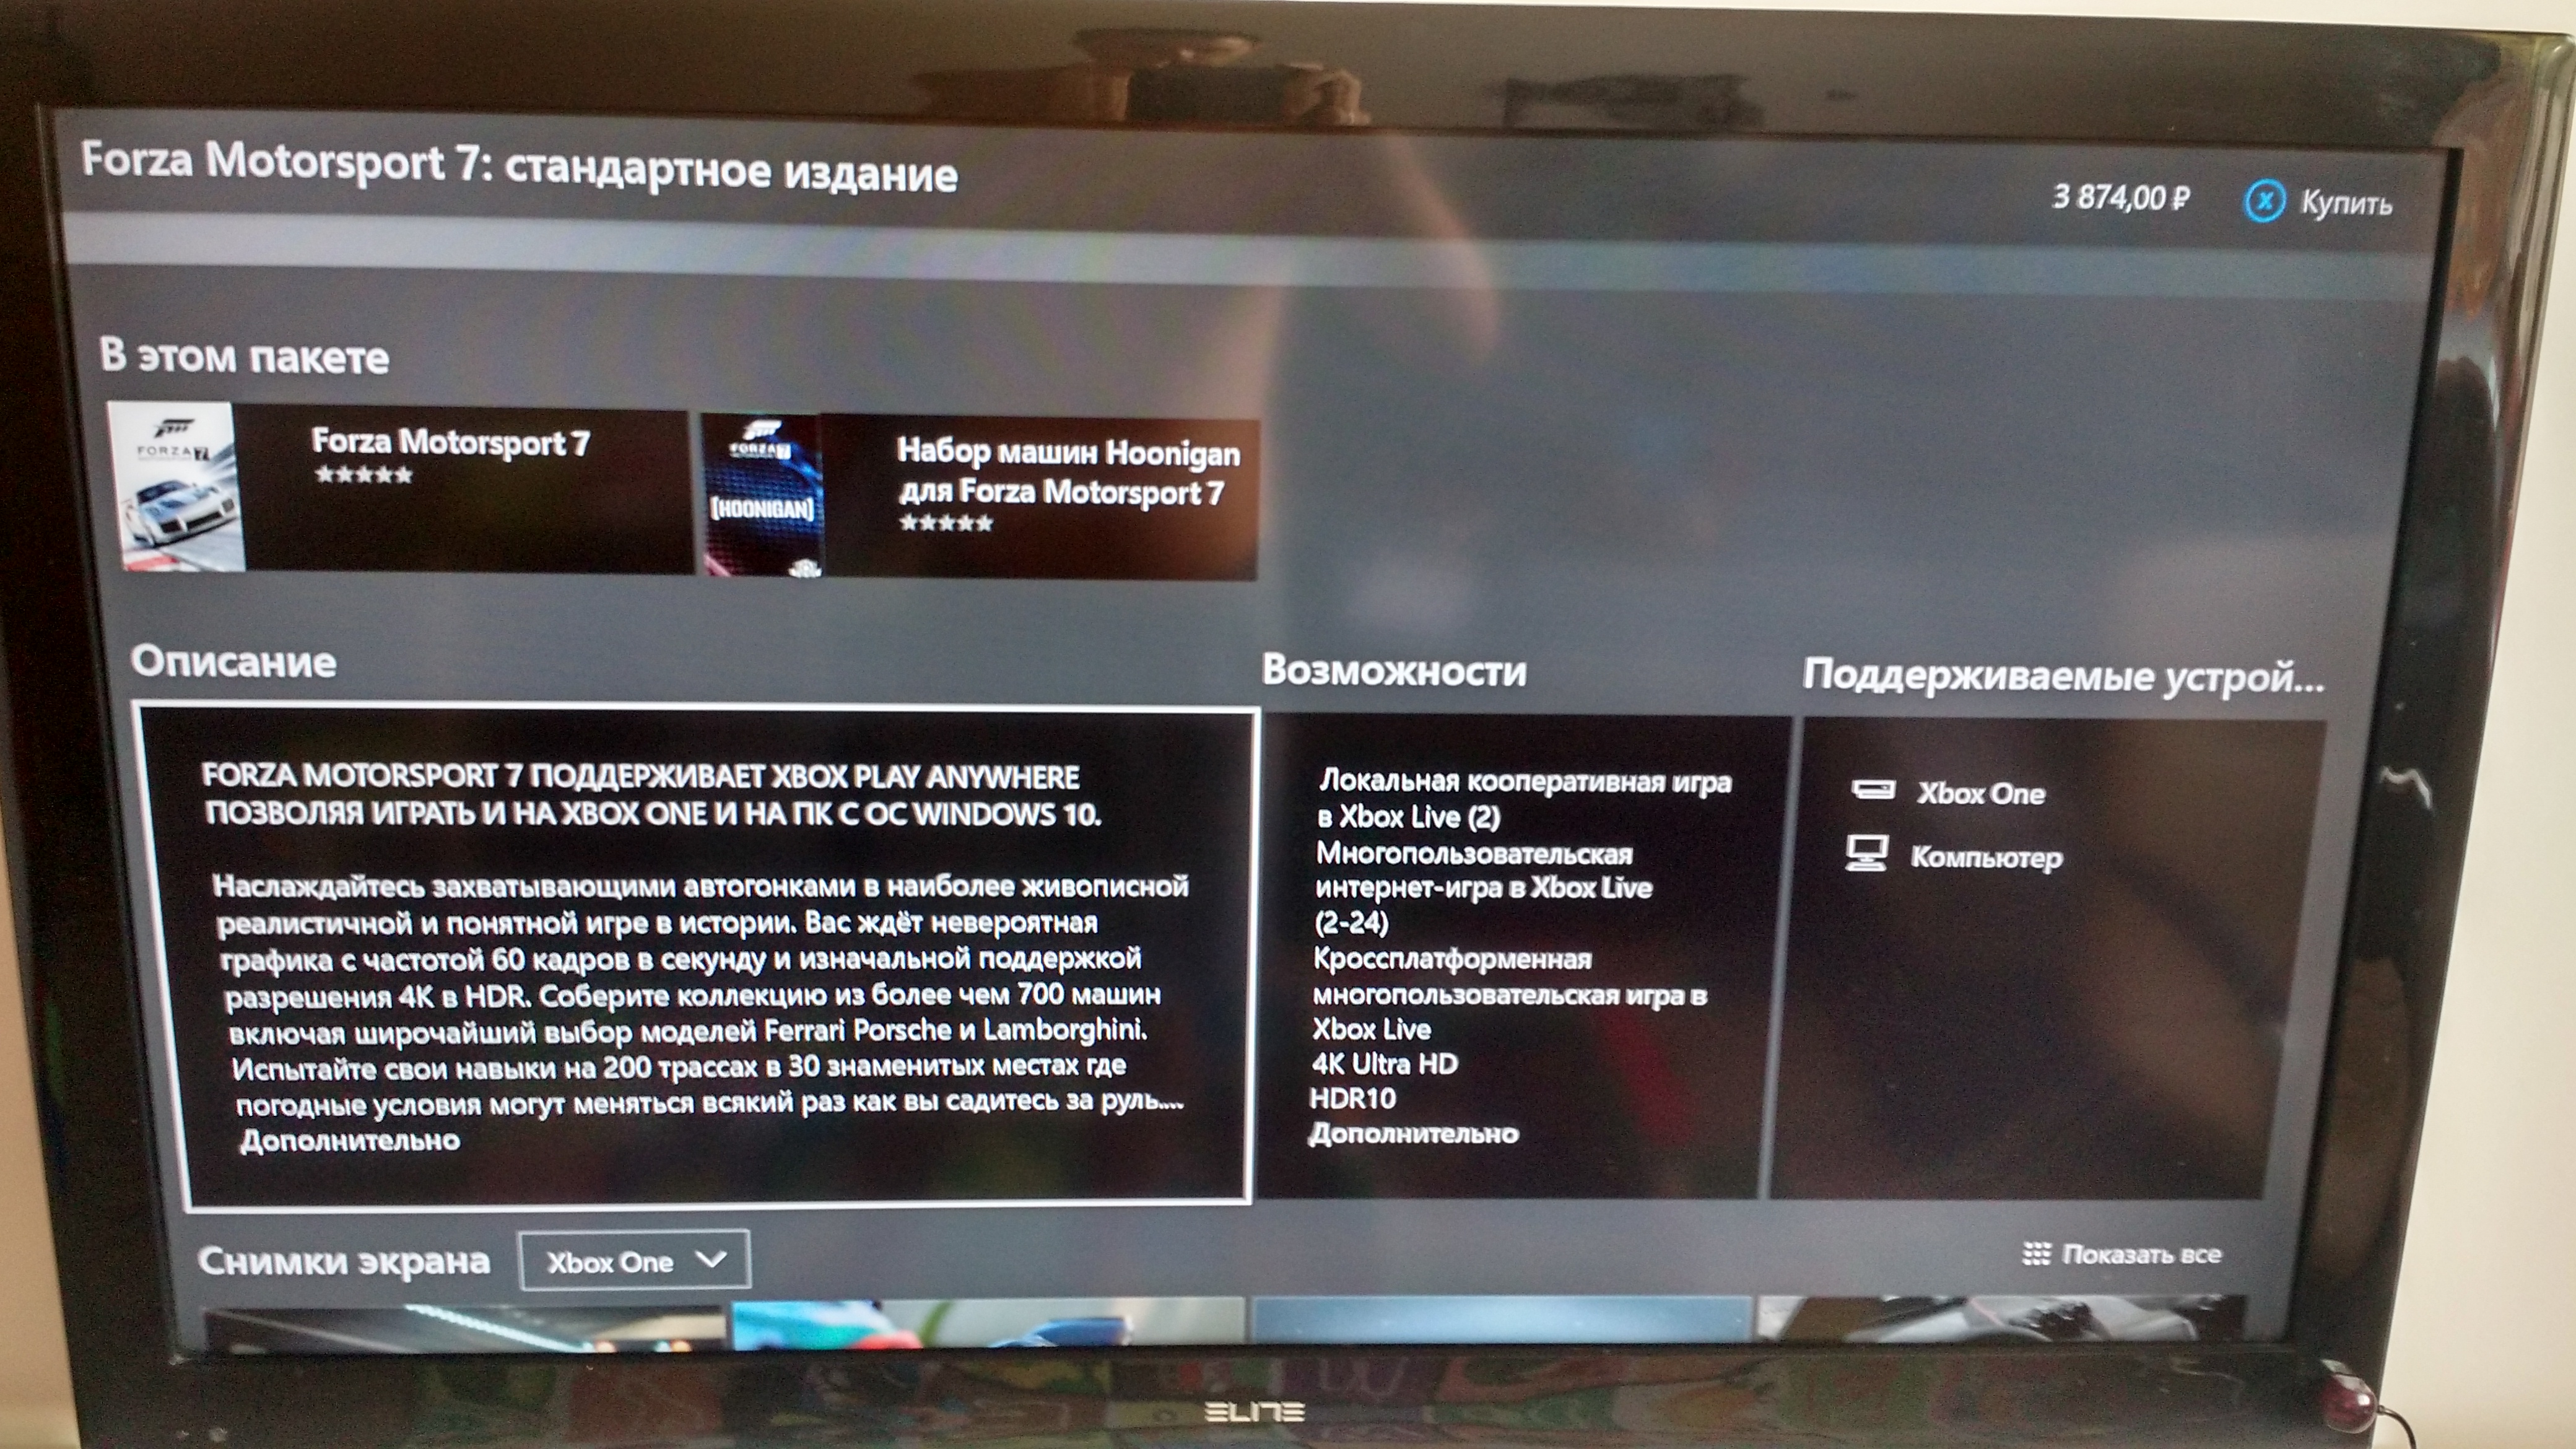 Forza Motorsport 7: стандартное издание
3 874,00 ₽
X Купить
В этом пакете
FORZA 7
Forza Motorsport 7
FORZA 7
[HOONIGAN]
Набор машин Hoonigan
для Forza Motorsport 7
Описание
FORZA MOTORSPORT 7 ПОДДЕРЖИВАЕТ XBOX PLAY ANYWHERE
ПОЗВОЛЯЯ ИГРАТЬ И НА XBOX ONE И НА ПК С ОС WINDOWS 10.
Наслаждайтесь захватывающими автогонками в наиболее живописной
реалистичной и понятной игре в истории. Вас ждёт невероятная
графика с частотой 60 кадров в секунду и изначальной поддержкой
разрешения 4K в HDR. Соберите коллекцию из более чем 700 машин
включая широчайший выбор моделей Ferrari Porsche и Lamborghini.
Испытайте свои навыки на 200 трассах в 30 знаменитых местах где
погодные условия могут меняться всякий раз как вы садитесь за руль....
Дополнительно
Возможности
Локальная кооперативная игра
в Xbox Live (2)
Многопользовательская
интернет-игра в Xbox Live
(2-24)
Кроссплатформенная
многопользовательская игра в
Xbox Live
4K Ultra HD
HDR10
Дополнительно
Поддерживаемые устрой...
Xbox One
Компьютер
Снимки экрана
Xbox One
Показать все
ELITE